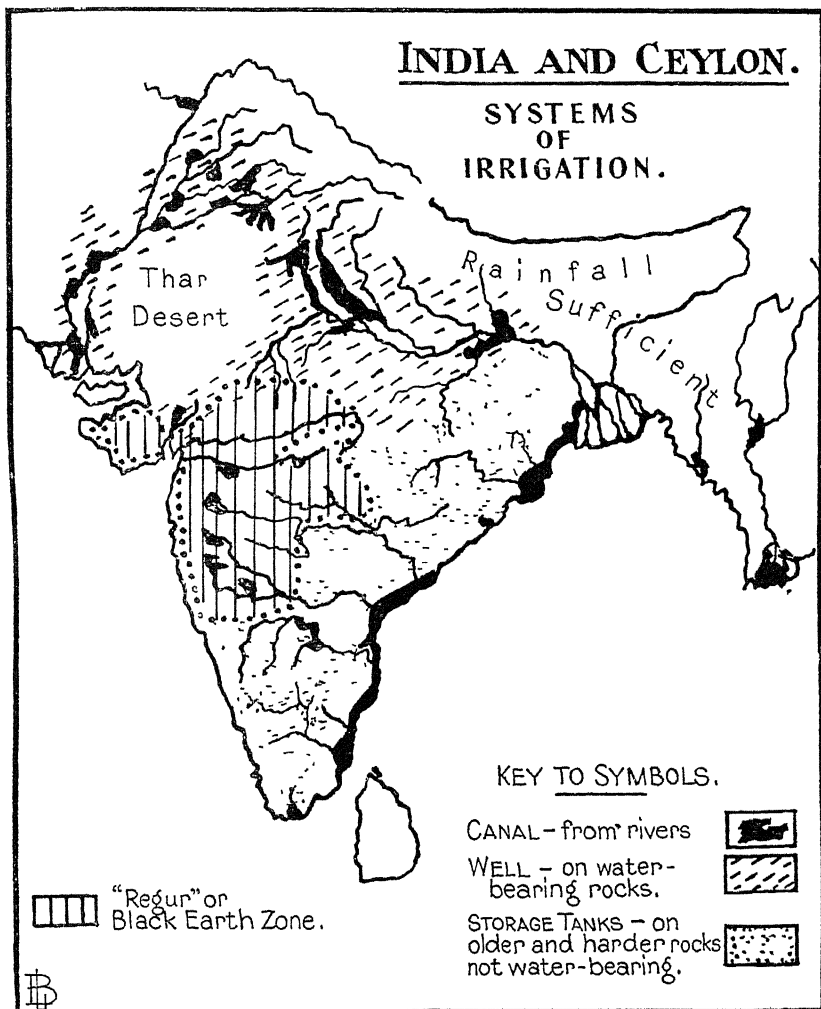 INDIA AND CEYLON.
SYSTEMS
OF
IRRIGATION.
Thar
Desert
Rainfall
Sufficient
KEY TO SYMBOLS.
CANAL - from rivers
WELL - on water-
bearing rocks.
STORAGE TANKS - on
older and harder rocks
not water-bearing.
"Regur" or
Black Earth Zone.